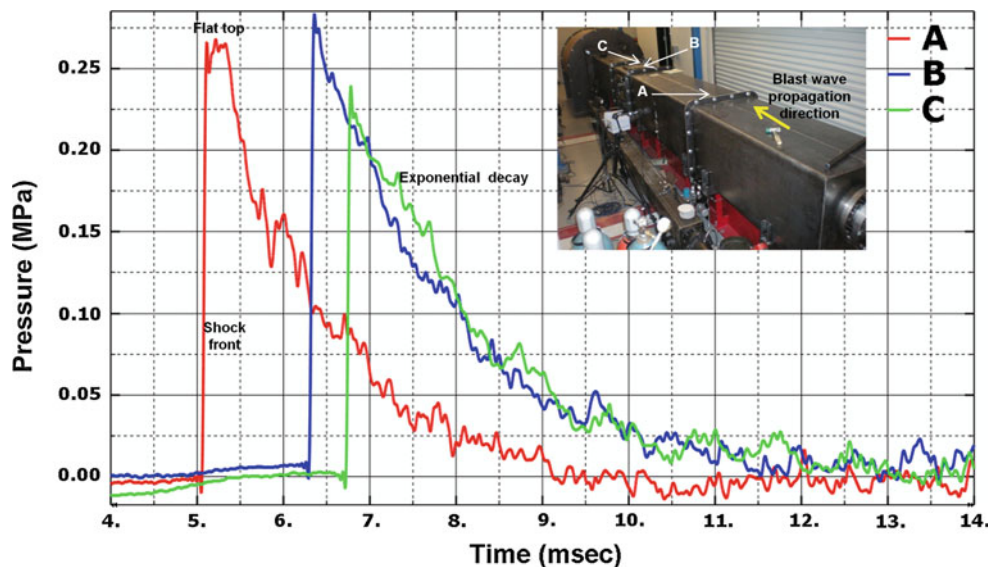 Flat top
0.25
0.20
0.15
0.10
0.05
0.00
Pressure (MPa)
Shock
front
Exponential decay
C
B
A
Blast wave
propagation
direction
A
B
C
4.
5.
6.
7.
8.
9.
10.
11.
12.
13.
14.
Time (msec)